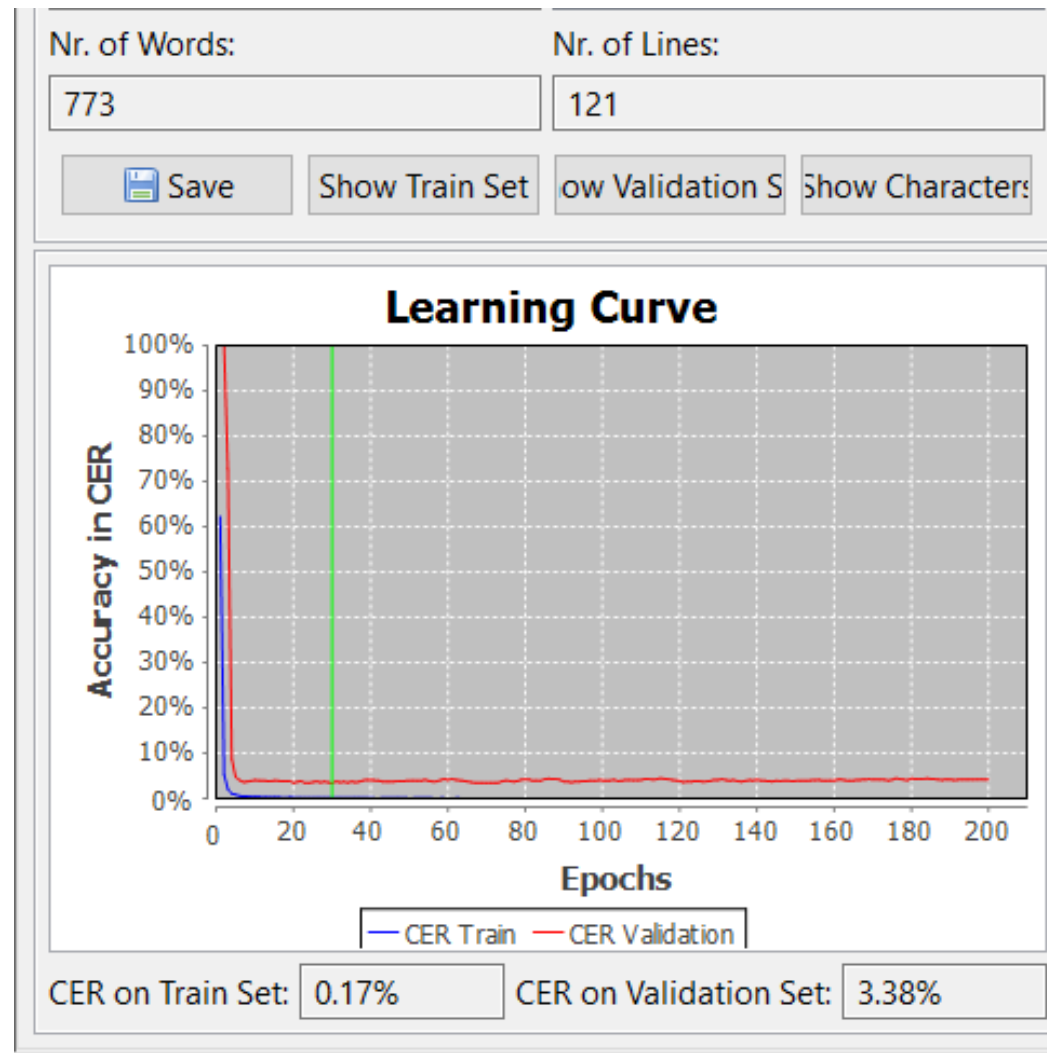 Nr. of Words: Nr. of Lines:
773 121
Save Show Train Set ow Validation S Show Characters
Learning Curve
100%
90%
80%
70%
60%
50%
40%
30%
20%
10%
0%
Accuracy in CER
0 20 40 60 80 100 120 140 160 180 200
Epochs
CER Train CER Validation
CER on Train Set: 0.17% CER on Validation Set: 3.38%